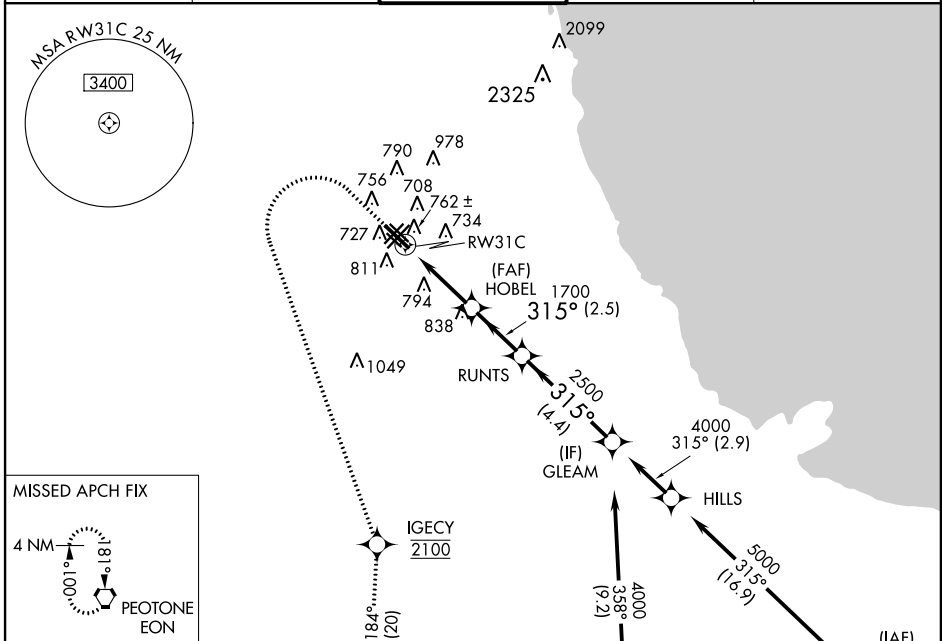 MSA RW31C 25 NM
3400
2099
2325
978
790
756
708
762 ±
734
727
RW31C
811
794
(FAF)
HOBEL
1700
315° (2.5)
838
1049
RUNTS
2500
315°
(4.4)
(IF)
GLEAM
4000
315° (2.9)
HILLS
MISSED APCH FIX
4 NM
181°
001°
PEOTONE
EON
IGECY
2100
184°
(20)
4000
358°
(9.2)
5000
315°
(16.9)
(IAF)